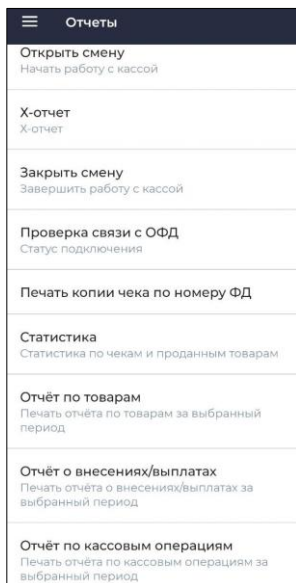 Отчеты
Открыть смену
Начать работу с кассой
X-отчет
X-отчет
Закрыть смену
Завершить работу с кассой
Проверка связи с ОФД
Статус подключения
Печать копии чека по номеру ФД
Статистика
Статистика по чекам и проданным товарам
Отчёт по товарам
Печать отчёта по товарам за выбранный
период
Отчёт о внесениях/выплатах
Печать отчёта о внесениях/выплатах за
выбранный период
Отчёт по кассовым операциям
Печать отчёта по кассовым операциям за
выбранный период